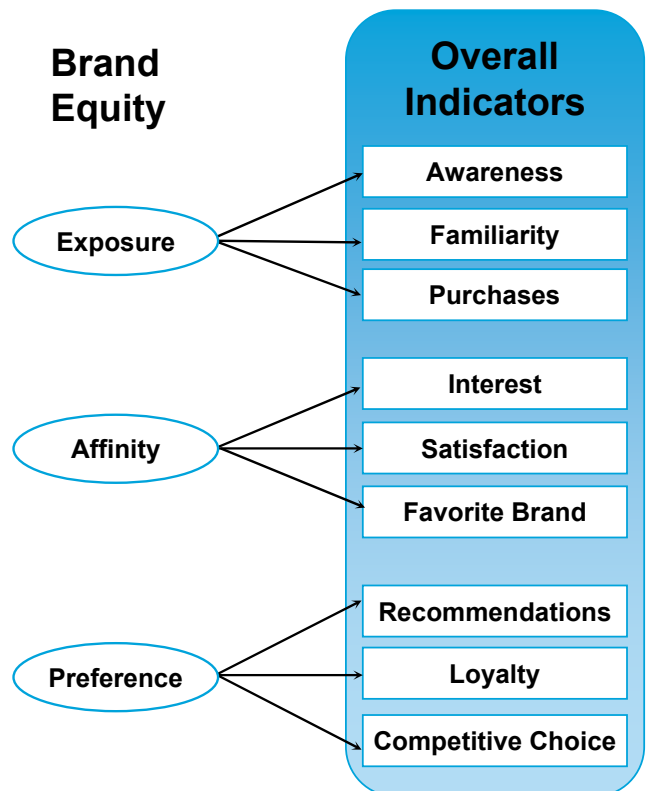 Brand
Equity
Overall
Indicators
Exposure
Awareness
Familiarity
Purchases
Affinity
Interest
Satisfaction
Favorite Brand
Preference
Recommendations
Loyalty
Competitive Choice